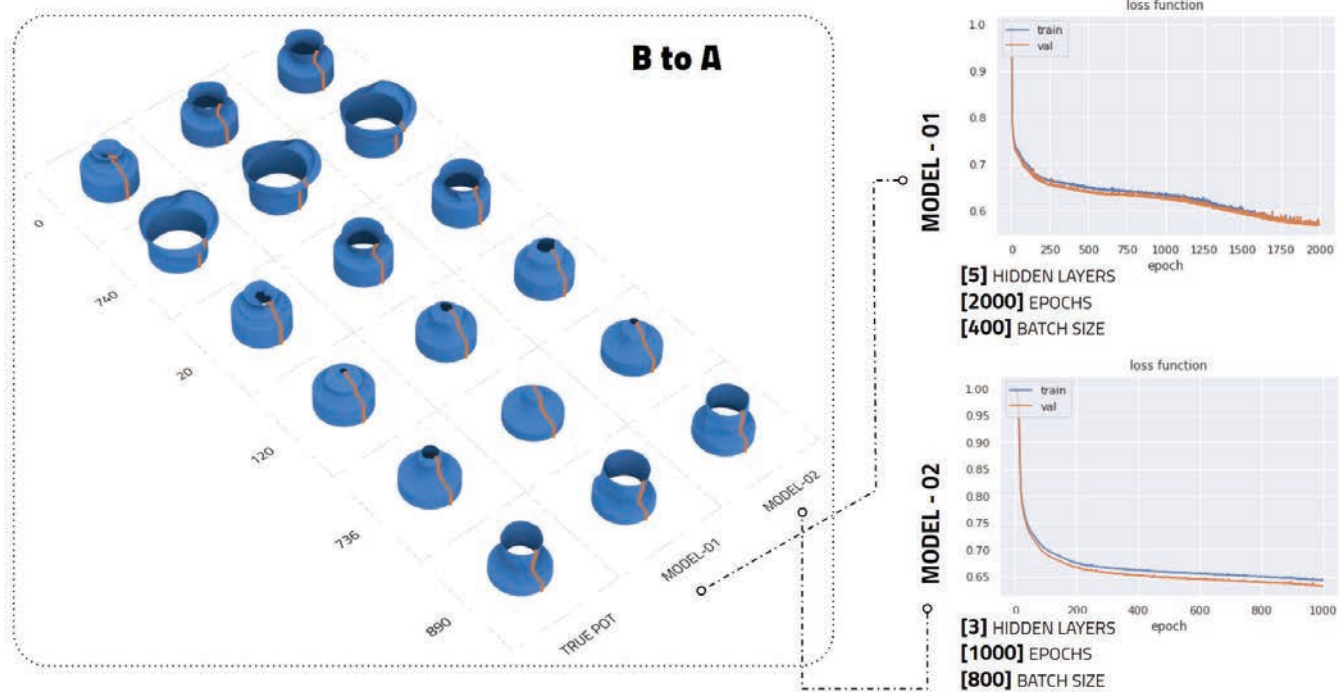 B to A
0
740
20
120
736
890
TRUE POT
MODEL-01
MODEL-02
MODEL - 01
loss function
train
val
1.0
0.9
0.8
0.7
0.6
0 250 500 750 1000 1250 1500 1750 2000
epoch
[5] HIDDEN LAYERS
[2000] EPOCHS
[400] BATCH SIZE
MODEL - 02
loss function
train
val
1.00
0.95
0.90
0.85
0.80
0.75
0.70
0.65
0 200 400 600 800 1000
epoch
[3] HIDDEN LAYERS
[1000] EPOCHS
[800] BATCH SIZE